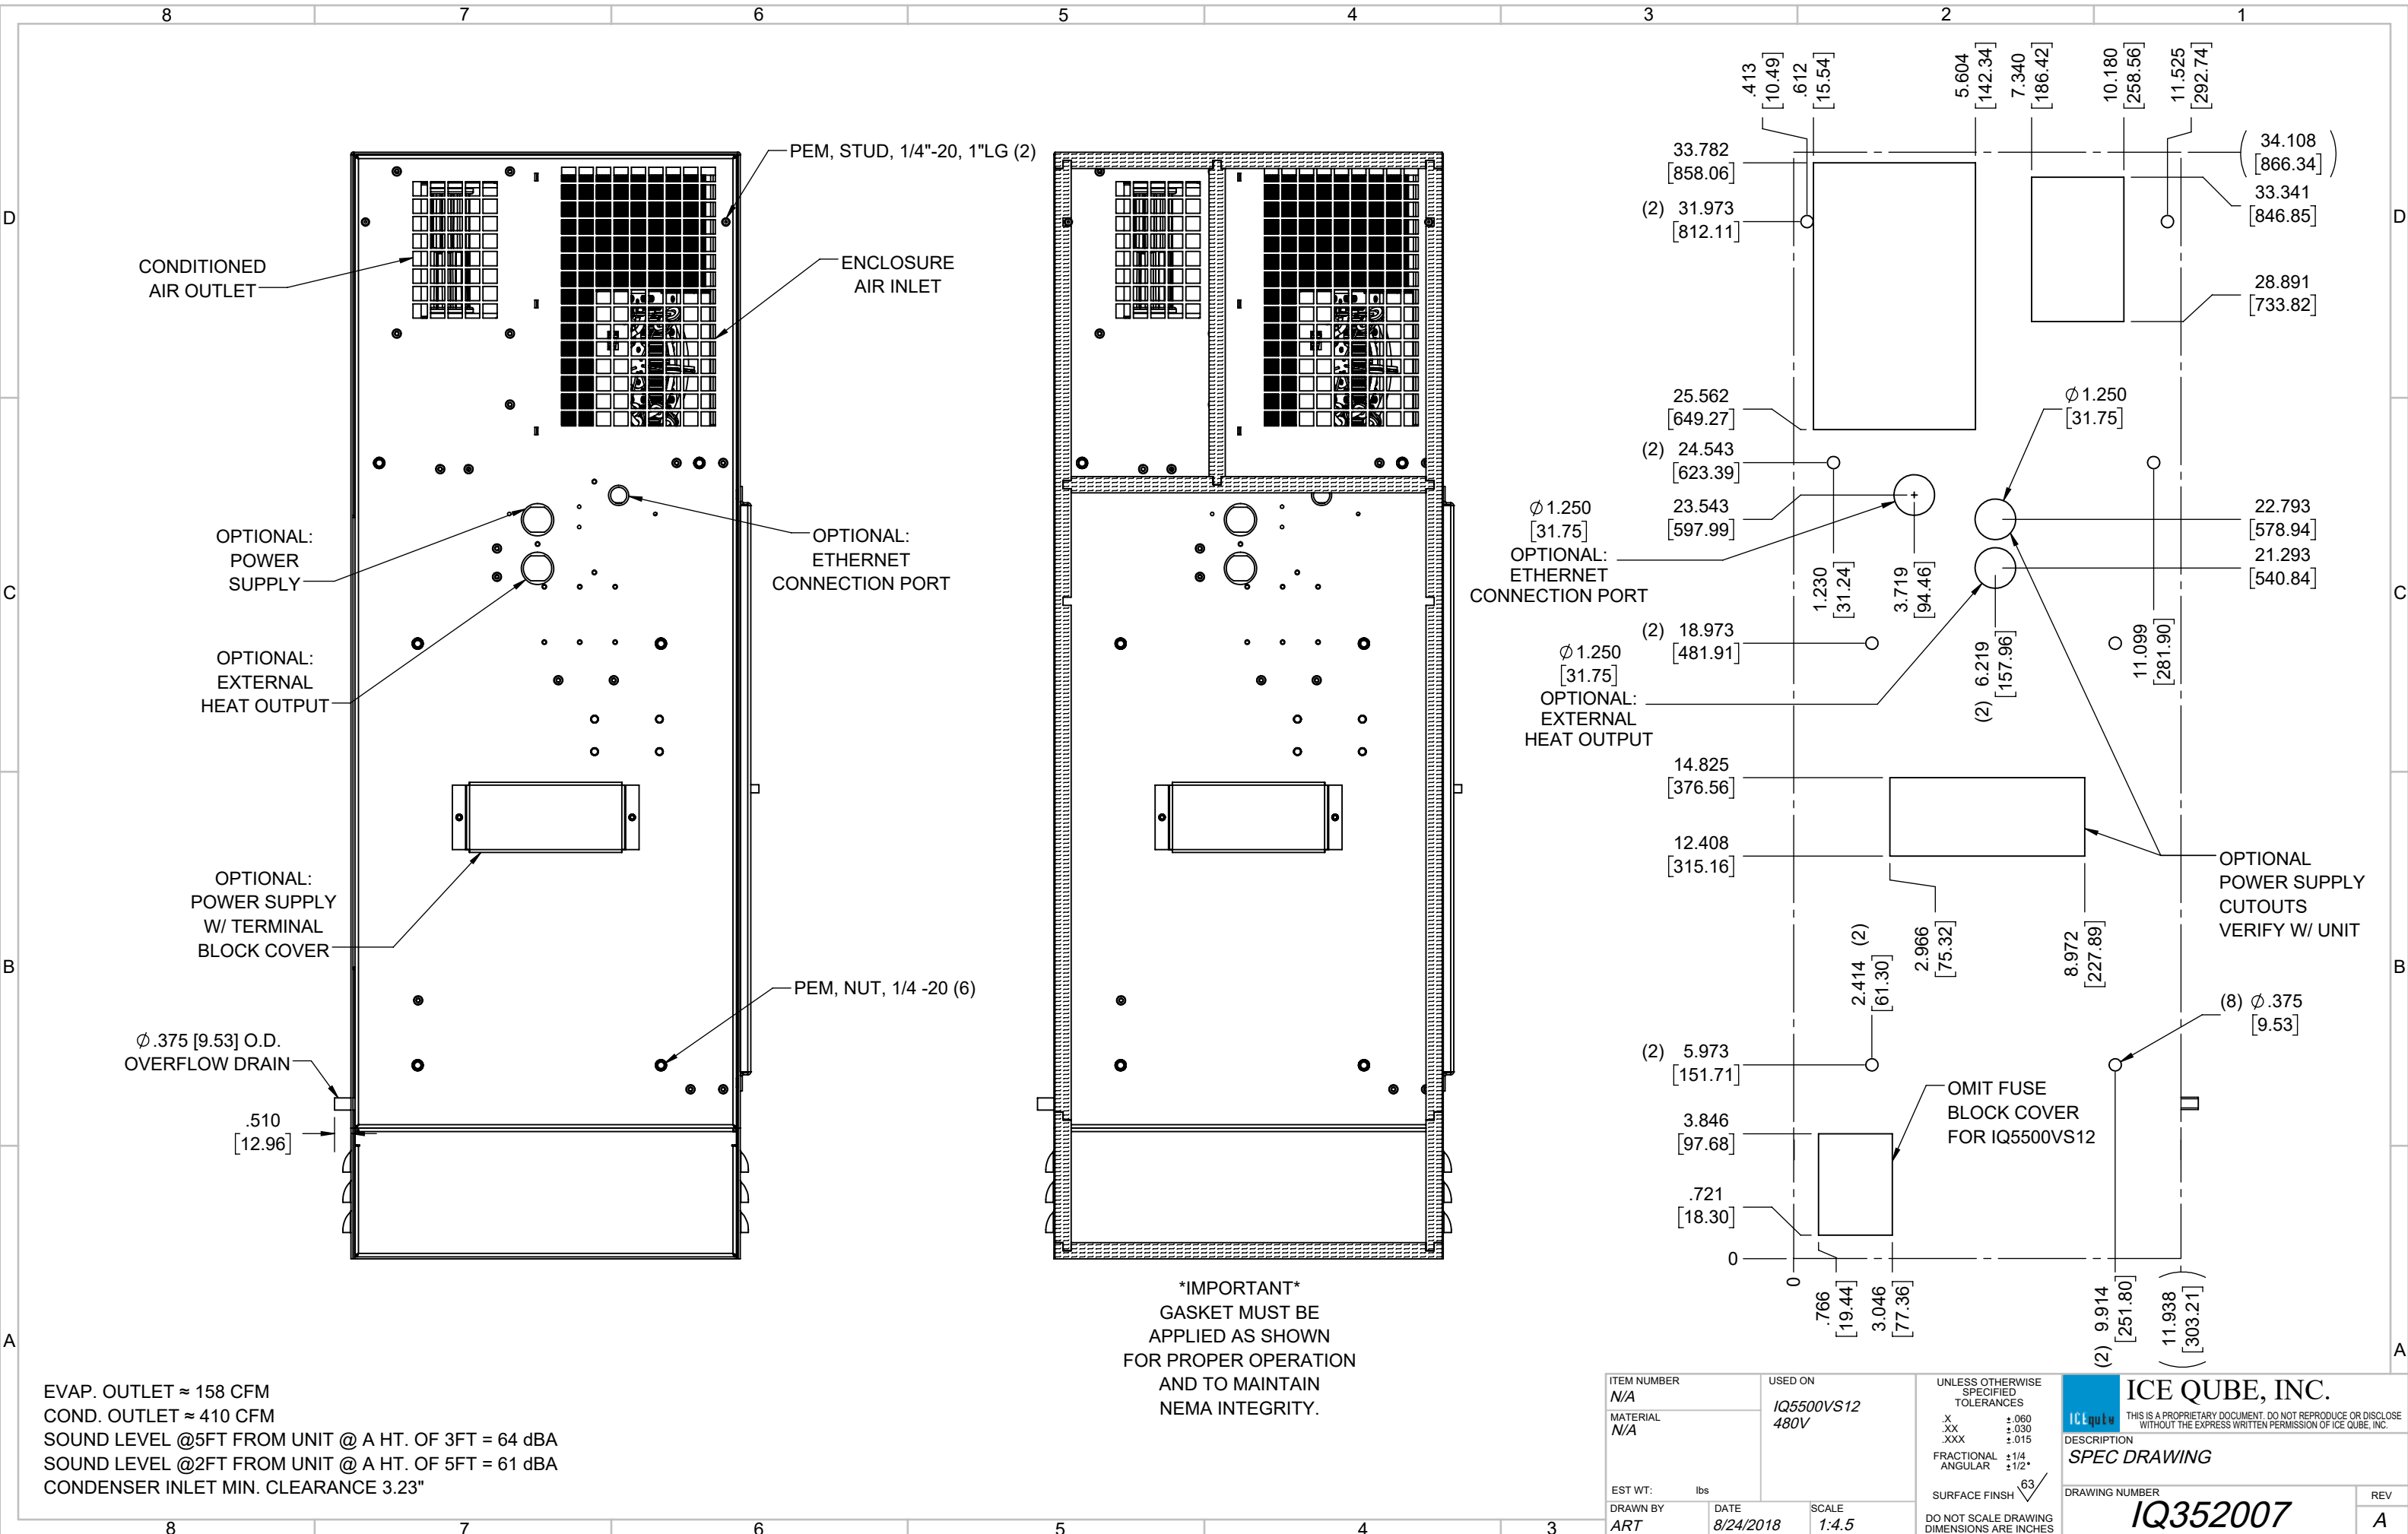 8 7 6 5 4 3 2 1
D
C
B
A
D
C
B
A
CONDITIONED
AIR OUTLET
PEM, STUD, 1/4"-20, 1"LG (2)
ENCLOSURE
AIR INLET
OPTIONAL:
POWER
SUPPLY
OPTIONAL:
ETHERNET
CONNECTION PORT
OPTIONAL:
EXTERNAL
HEAT OUTPUT
OPTIONAL:
POWER SUPPLY
W/ TERMINAL
BLOCK COVER
PEM, NUT, 1/4 -20 (6)
Ø.375 [9.53] O.D.
OVERFLOW DRAIN
.510
[12.96]
*IMPORTANT*
GASKET MUST BE
APPLIED AS SHOWN
FOR PROPER OPERATION
AND TO MAINTAIN
NEMA INTEGRITY.
.413
[10.49]
.612
[15.54]
5.604
[142.34]
7.340
[186.42]
10.180
[258.56]
11.525
[292.74]
33.782
[858.06]
(2) 31.973
[812.11]
(34.108
[866.34])
33.341
[846.85]
28.891
[733.82]
25.562
[649.27]
Ø1.250
[31.75]
(2) 24.543
[623.39]
23.543
[597.99]
Ø1.250
[31.75]
OPTIONAL:
ETHERNET
CONNECTION PORT
22.793
[578.94]
21.293
[540.84]
1.230
[31.24]
3.719
[94.46]
(2) 6.219
[157.96]
11.099
[281.90]
(2) 18.973
[481.91]
Ø1.250
[31.75]
OPTIONAL:
EXTERNAL
HEAT OUTPUT
14.825
[376.56]
12.408
[315.16]
OPTIONAL
POWER SUPPLY
CUTOUTS
VERIFY W/ UNIT
2.414 (2)
[61.30]
2.966
[75.32]
8.972
[227.89]
(8) Ø.375
[9.53]
(2) 5.973
[151.71]
OMIT FUSE
BLOCK COVER
FOR IQ5500VS12
3.846
[97.68]
.721
[18.30]
0
0
.766
[19.44]
3.046
[77.36]
(2) 9.914
[251.80]
(11.938
[303.21])
EVAP. OUTLET ≈ 158 CFM
COND. OUTLET ≈ 410 CFM
SOUND LEVEL @5FT FROM UNIT @ A HT. OF 3FT = 64 dBA
SOUND LEVEL @2FT FROM UNIT @ A HT. OF 5FT = 61 dBA
CONDENSER INLET MIN. CLEARANCE 3.23"
ITEM NUMBER
N/A
MATERIAL
N/A
EST WT: lbs
USED ON
IQ5500VS12
480V
DRAWN BY
ART
DATE
8/24/2018
SCALE
1:4.5
UNLESS OTHERWISE
SPECIFIED
TOLERANCES
.X ±.060
.XX ±.030
.XXX ±.015
FRACTIONAL ±1/4
ANGULAR ±1/2°
SURFACE FINSH 63
DO NOT SCALE DRAWING
DIMENSIONS ARE INCHES
ICEqube
ICE QUBE, INC.
THIS IS A PROPRIETARY DOCUMENT. DO NOT REPRODUCE OR DISCLOSE
WITHOUT THE EXPRESS WRITTEN PERMISSION OF ICE QUBE, INC.
DESCRIPTION
SPEC DRAWING
DRAWING NUMBER
IQ352007
REV
A
8 7 6 5 4 3